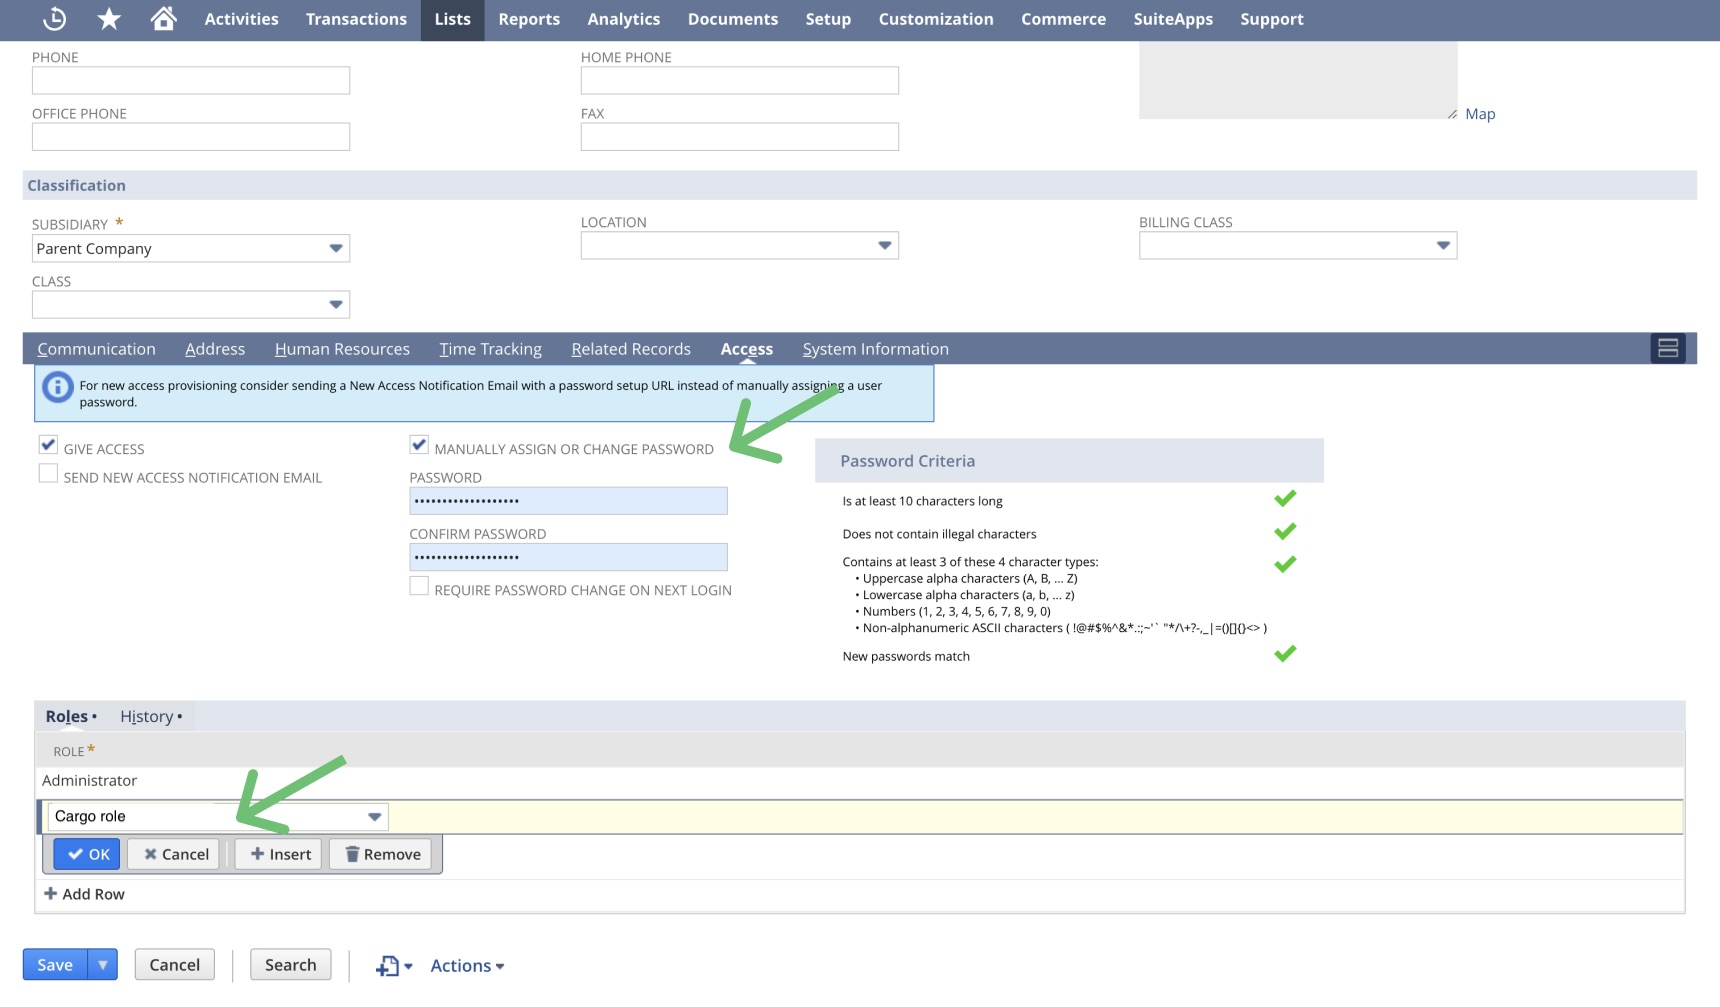 Activities Transactions Lists Reports Analytics Documents Setup Customization Commerce SuiteApps Support
PHONE HOME PHONE
OFFICE PHONE FAX
Map
Classification
SUBSIDIARY * LOCATION BILLING CLASS
Parent Company
CLASS
Communication Address Human Resources Time Tracking Related Records Access System Information
For new access provisioning consider sending a New Access Notification Email with a password setup URL instead of manually assigning a user
password.
GIVE ACCESS MANUALLY ASSIGN OR CHANGE PASSWORD
SEND NEW ACCESS NOTIFICATION EMAIL PASSWORD
•••••••••••••••••••
CONFIRM PASSWORD
•••••••••••••••••••
REQUIRE PASSWORD CHANGE ON NEXT LOGIN
Password Criteria
Is at least 10 characters long
Does not contain illegal characters
Contains at least 3 of these 4 character types:
• Uppercase alpha characters (A, B, ... Z)
• Lowercase alpha characters (a, b, ... z)
• Numbers (1, 2, 3, 4, 5, 6, 7, 8, 9, 0)
• Non-alphanumeric ASCII characters ( !@#$%^&*.:;~'` "*/\+?-,_|=()[]{}<> )
New passwords match
Roles • History •
ROLE *
Administrator
Cargo role
OK Cancel Insert Remove
Add Row
Save Cancel Search Actions